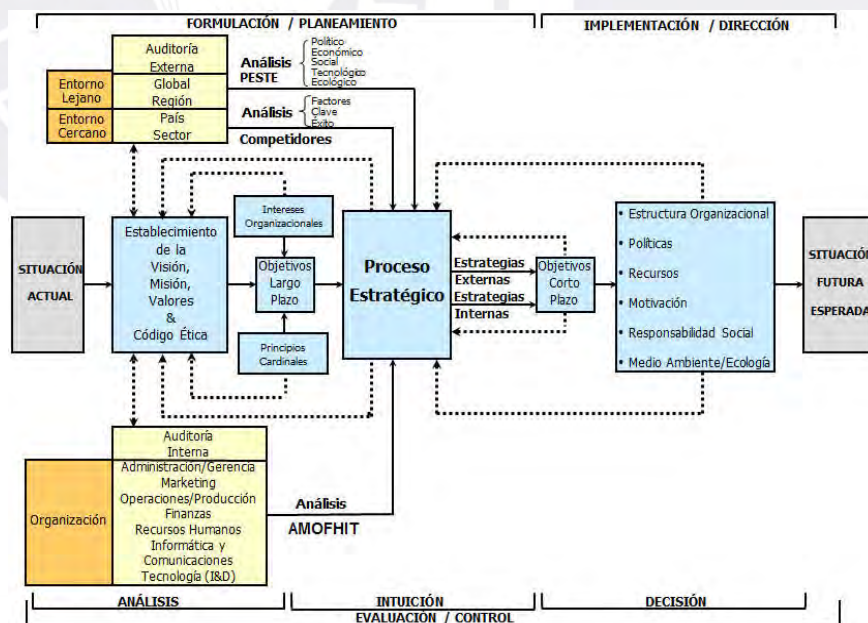 FORMULACIÓN / PLANEAMIENTO
IMPLEMENTACIÓN / DIRECCIÓN
Auditoría
Externa
Entorno
Lejano
Global
Región
Entorno
Cercano
País
Sector
Análisis
PESTE
Político
Económico
Social
Tecnológico
Ecológico
Análisis
Competidores
Factores
Clave
Éxito
SITUACIÓN
ACTUAL
Establecimiento
de la
Visión,
Misión,
Valores
&
Código Ética
Intereses
Organizacionales
Objetivos
Largo
Plazo
Principios
Cardinales
Proceso
Estratégico
Estrategias
Externas
Estrategias
Internas
Objetivos
Corto
Plazo
• Estructura Organizacional
• Políticas
• Recursos
• Motivación
• Responsabilidad Social
• Medio Ambiente/Ecología
SITUACIÓN
FUTURA
ESPERADA
Auditoría
Interna
Organización
Administración/Gerencia
Marketing
Operaciones/Producción
Finanzas
Recursos Humanos
Informática y
Comunicaciones
Tecnología (I&D)
Análisis
AMOFHIT
ANÁLISIS
INTUICIÓN
DECISIÓN
EVALUACIÓN / CONTROL